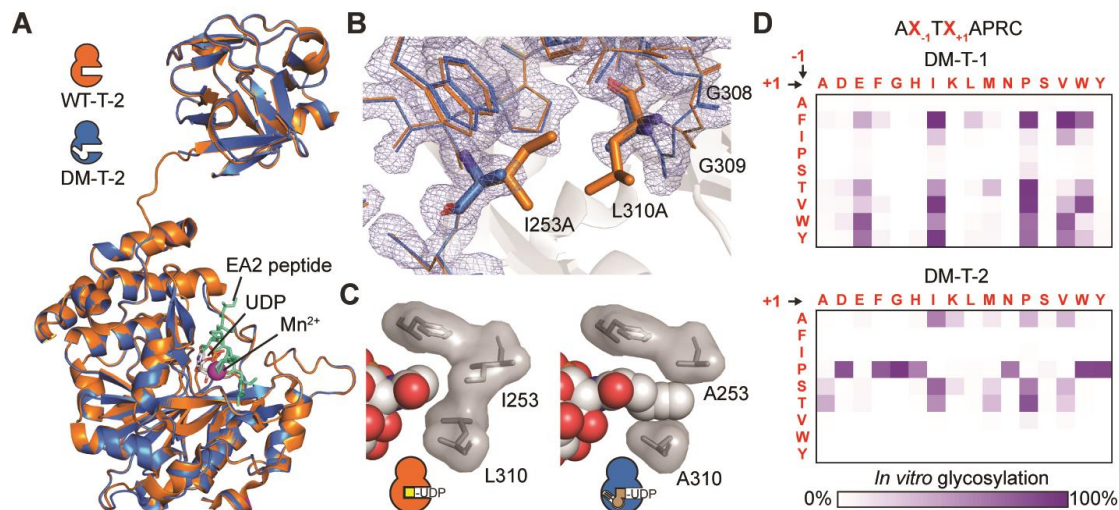 A
WT-T-2
DM-T-2
EA2 peptide
UDP
Mn²⁺
B
G308
G309
I253A
L310A
C
I253
L310
-UDP
A253
A310
-UDP
D
AX₋₁TX₊₁APRC
DM-T-1
-1
+1 A D E F G H I K L M N P S V W Y
A
F
I
P
S
T
V
W
Y
DM-T-2
+1 A D E F G H I K L M N P S V W Y
A
F
I
P
S
T
V
W
Y
In vitro glycosylation
0% 100%